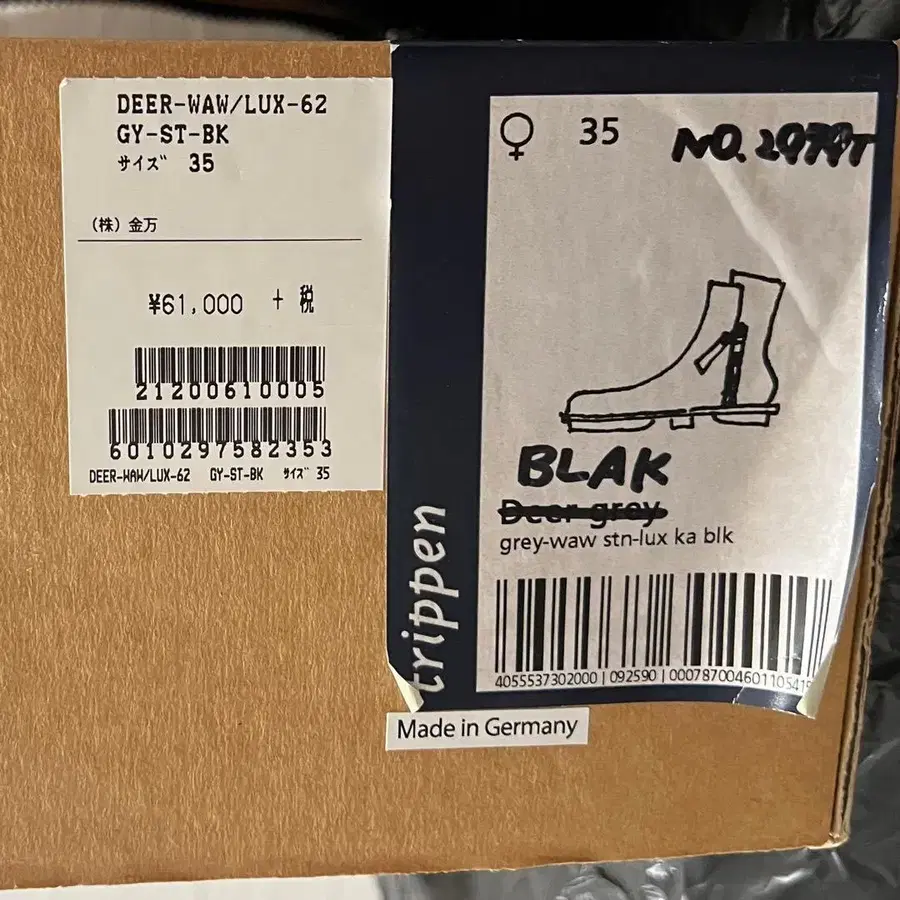 DEER-WAW/LUX-62
GY-ST-BK
サイズ 35
(株)金万
¥61,000 + 税
21200610005
6010297582353
DEER-WAW/LUX-62 GY-ST-BK サイズ 35
♀ 35
NO.
BLAK
Deer grey
grey-waw stn-lux ka blk
trippen
4055537302000 | 092590 |
Made in Germany